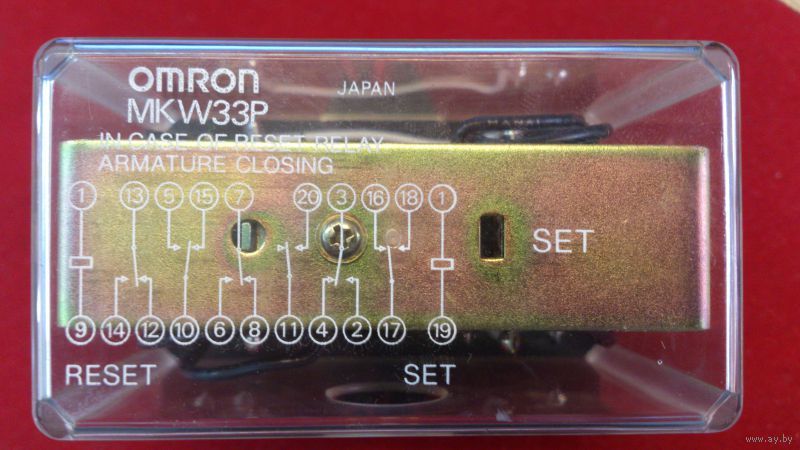 OMRON
JAPAN
MKW33P
IN CASE OF RESET RELAY
ARMATURE CLOSING
1 13 5 15 7 20 3 16 18 1
SET
9 14 12 10 6 8 11 4 2 17 19
RESET SET
www.ay.by